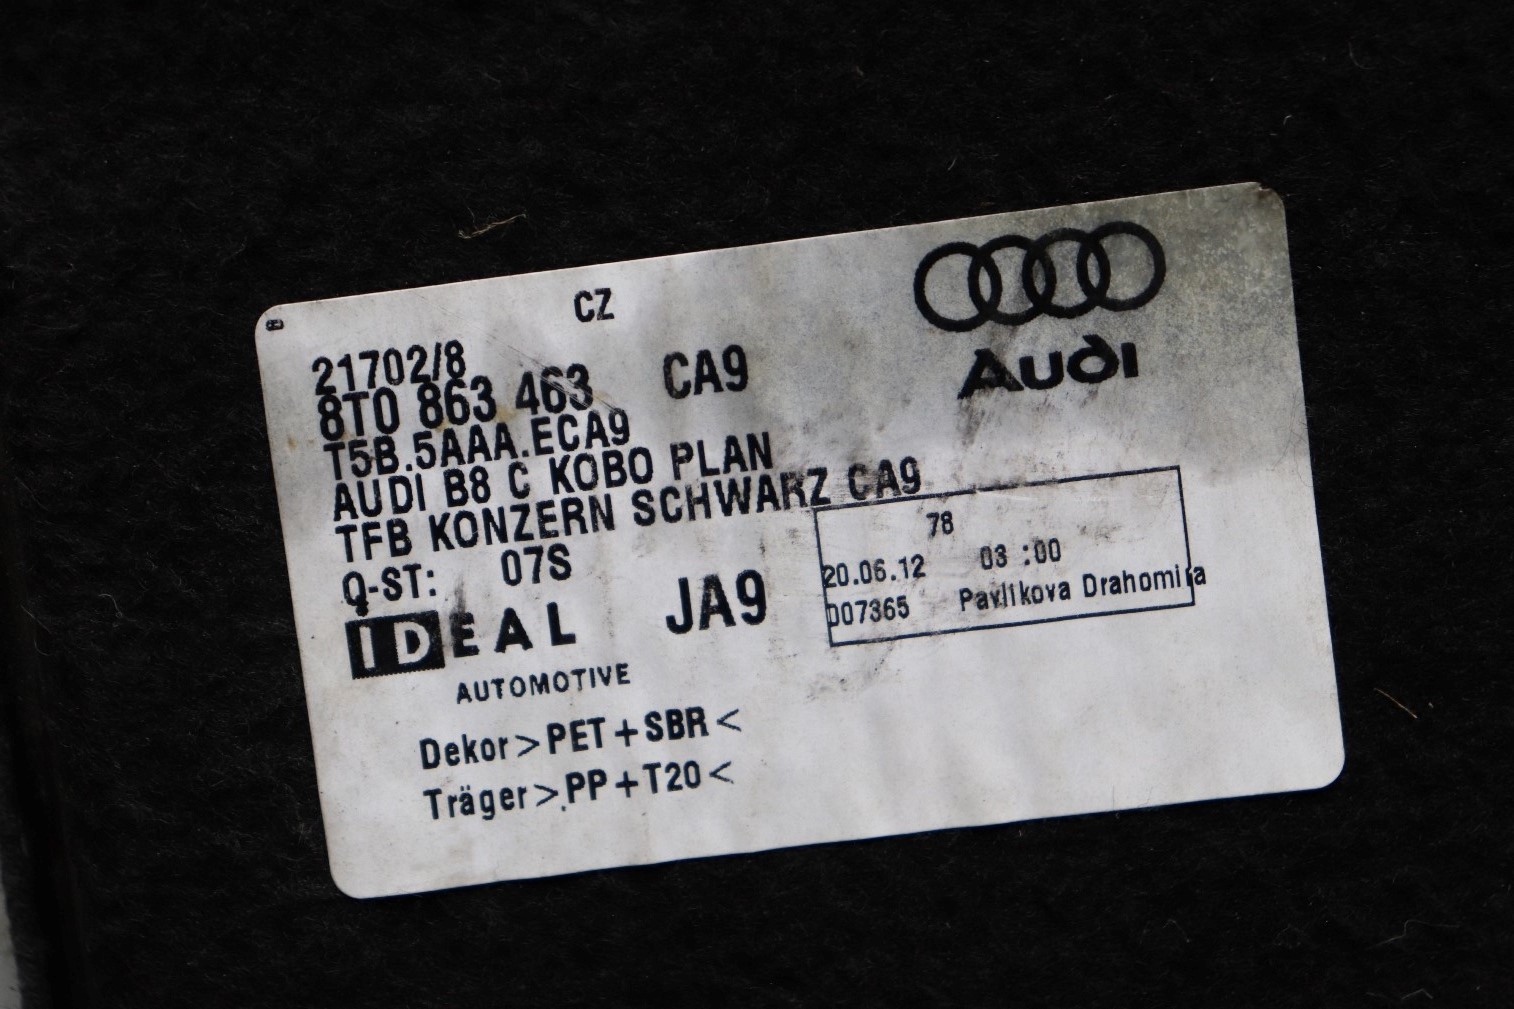 CZ
21702/8
8T0 863 463 CA9
T5B.5AAA.ECA9
AUDI B8 C KOBO PLAN
TFB KONZERN SCHWARZ CA9
Q-ST: 07S
JA9
IDEAL
AUTOMOTIVE
Dekor>PET+SBR<
Träger>PP+T20<
Audi
78
20.06.12 03:00
007365 Pavlikova Drahomira